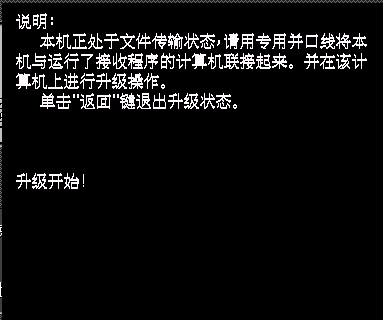 说明:
本机正处于文件传输状态,请用专用并口线将本
机与运行了接收程序的计算机联接起来。并在该计
算机上进行升级操作。
单击"返回"键退出升级状态。
升级开始!